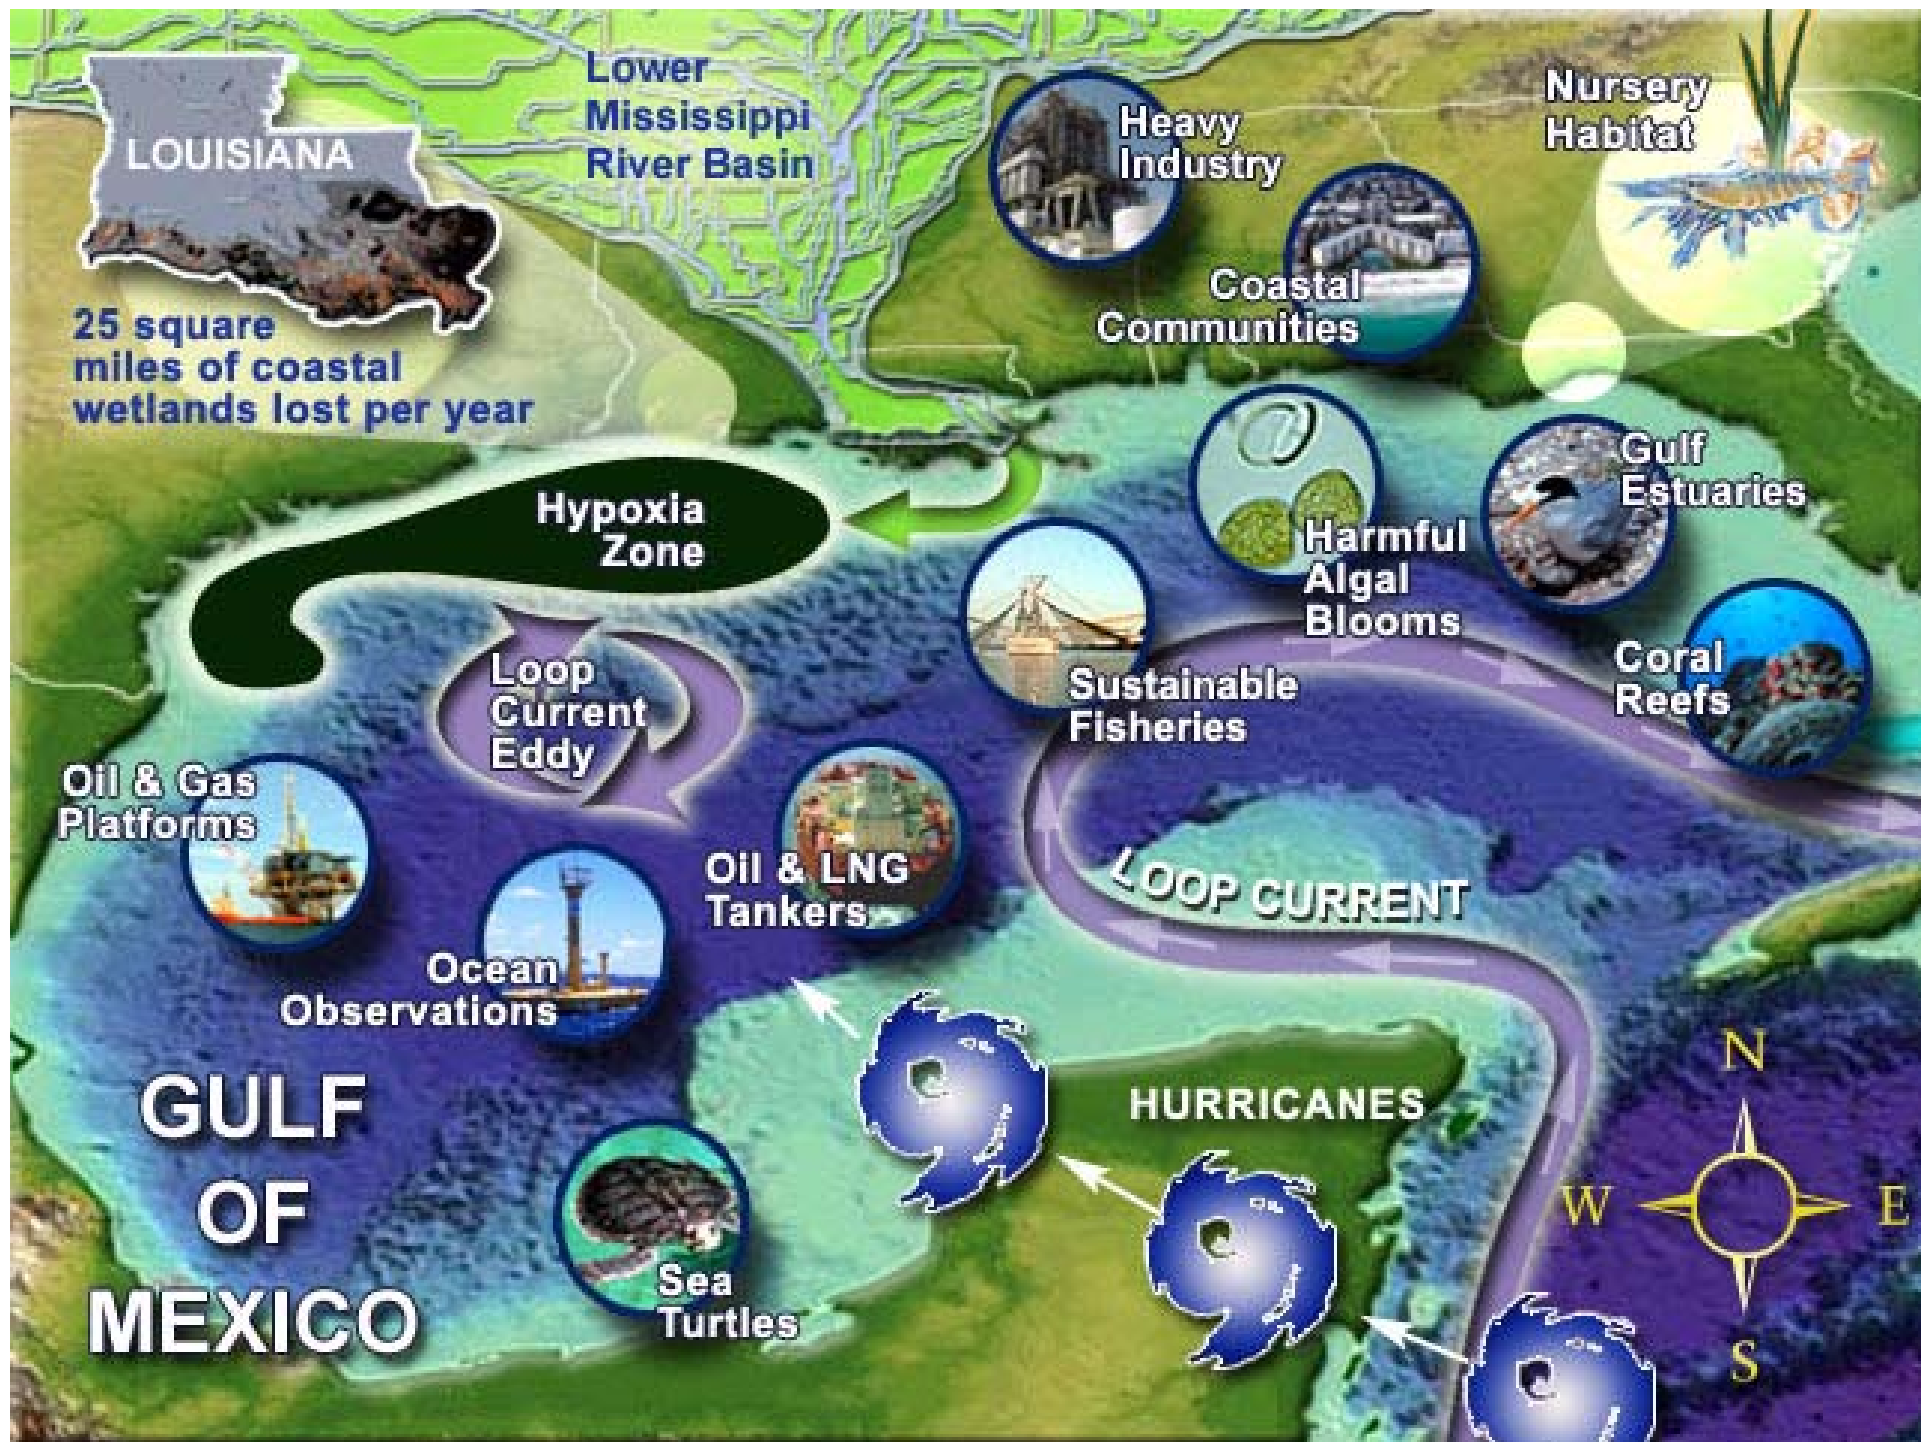 LOUISIANA
25 square
miles of coastal
wetlands lost per year
Lower
Mississippi
River Basin
Heavy
Industry
Coastal
Communities
Nursery
Habitat
Hypoxia
Zone
Harmful
Algal
Blooms
Gulf
Estuaries
Coral
Reefs
Loop
Current
Eddy
Sustainable
Fisheries
Oil & Gas
Platforms
Oil & LNG
Tankers
LOOP CURRENT
Ocean
Observations
GULF
OF
MEXICO
HURRICANES
Sea
Turtles
N
W
E
S